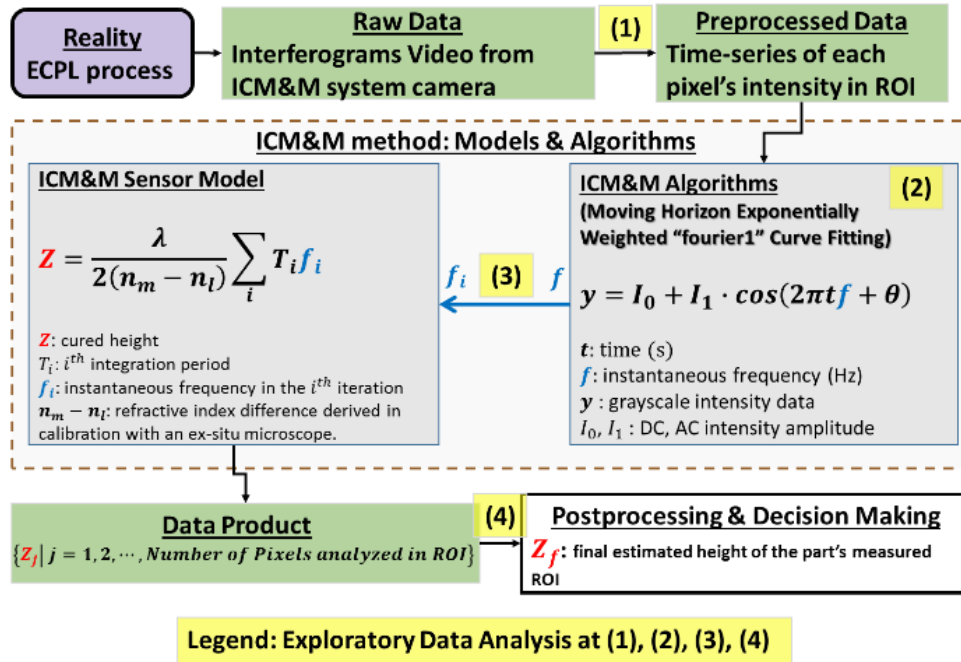 Reality
ECPL process
Raw Data
Interferograms Video from
ICM&M system camera
(1)
Preprocessed Data
Time-series of each
pixel's intensity in ROI
ICM&M method: Models & Algorithms
ICM&M Sensor Model
Z = λ / 2(n_m − n_l) ∑_i T_i f_i
Z: cured height
T_i: i^th integration period
f_i: instantaneous frequency in the i^th iteration
n_m − n_l: refractive index difference derived in
calibration with an ex-situ microscope.
f_i (3) f
ICM&M Algorithms (2)
(Moving Horizon Exponentially
Weighted "fourier1" Curve Fitting)
y = I_0 + I_1 · cos(2πtf + θ)
t: time (s)
f: instantaneous frequency (Hz)
y : grayscale intensity data
I_0, I_1 : DC, AC intensity amplitude
Data Product
{Z_j| j = 1, 2, ⋯, Number of Pixels analyzed in ROI}
(4)
Postprocessing & Decision Making
Z_f: final estimated height of the part's measured
ROI
Legend: Exploratory Data Analysis at (1), (2), (3), (4)